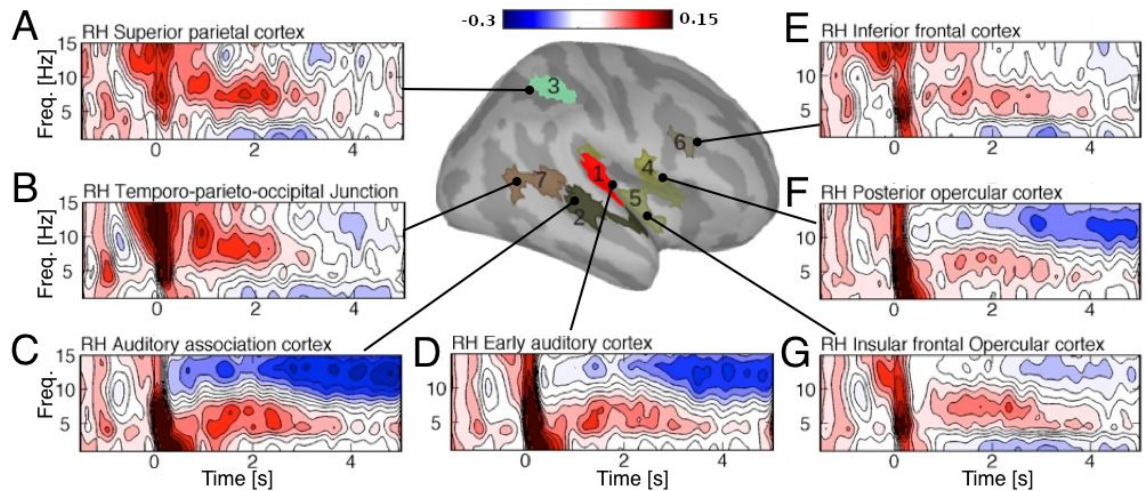 -0.3 0.15
A RH Superior parietal cortex
15
10
5
Freq. [Hz]
0 2 4
B RH Temporo-parieto-occipital Junction
15
10
5
Freq. [Hz]
0 2 4
C RH Auditory association cortex
15
10
5
Freq.
0 2 4
Time [s]
D RH Early auditory cortex
10
5
0 2 4
Time [s]
E RH Inferior frontal cortex
15
10
5
0 2 4
F RH Posterior opercular cortex
15
10
5
0 2 4
G RH Insular frontal Opercular cortex
15
10
5
0 2 4
Time [s]
3
6
4
1
7
5
2